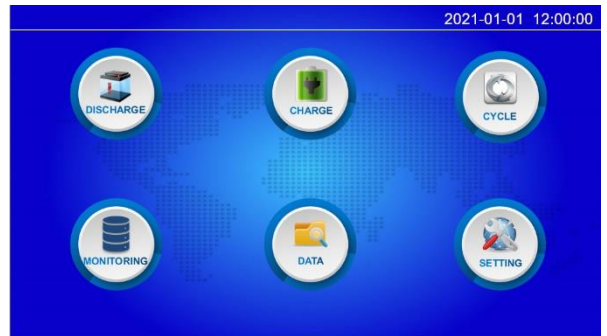 2021-01-01 12:00:00
DISCHARGE
CHARGE
CYCLE
MONITORING
DATA
SETTING